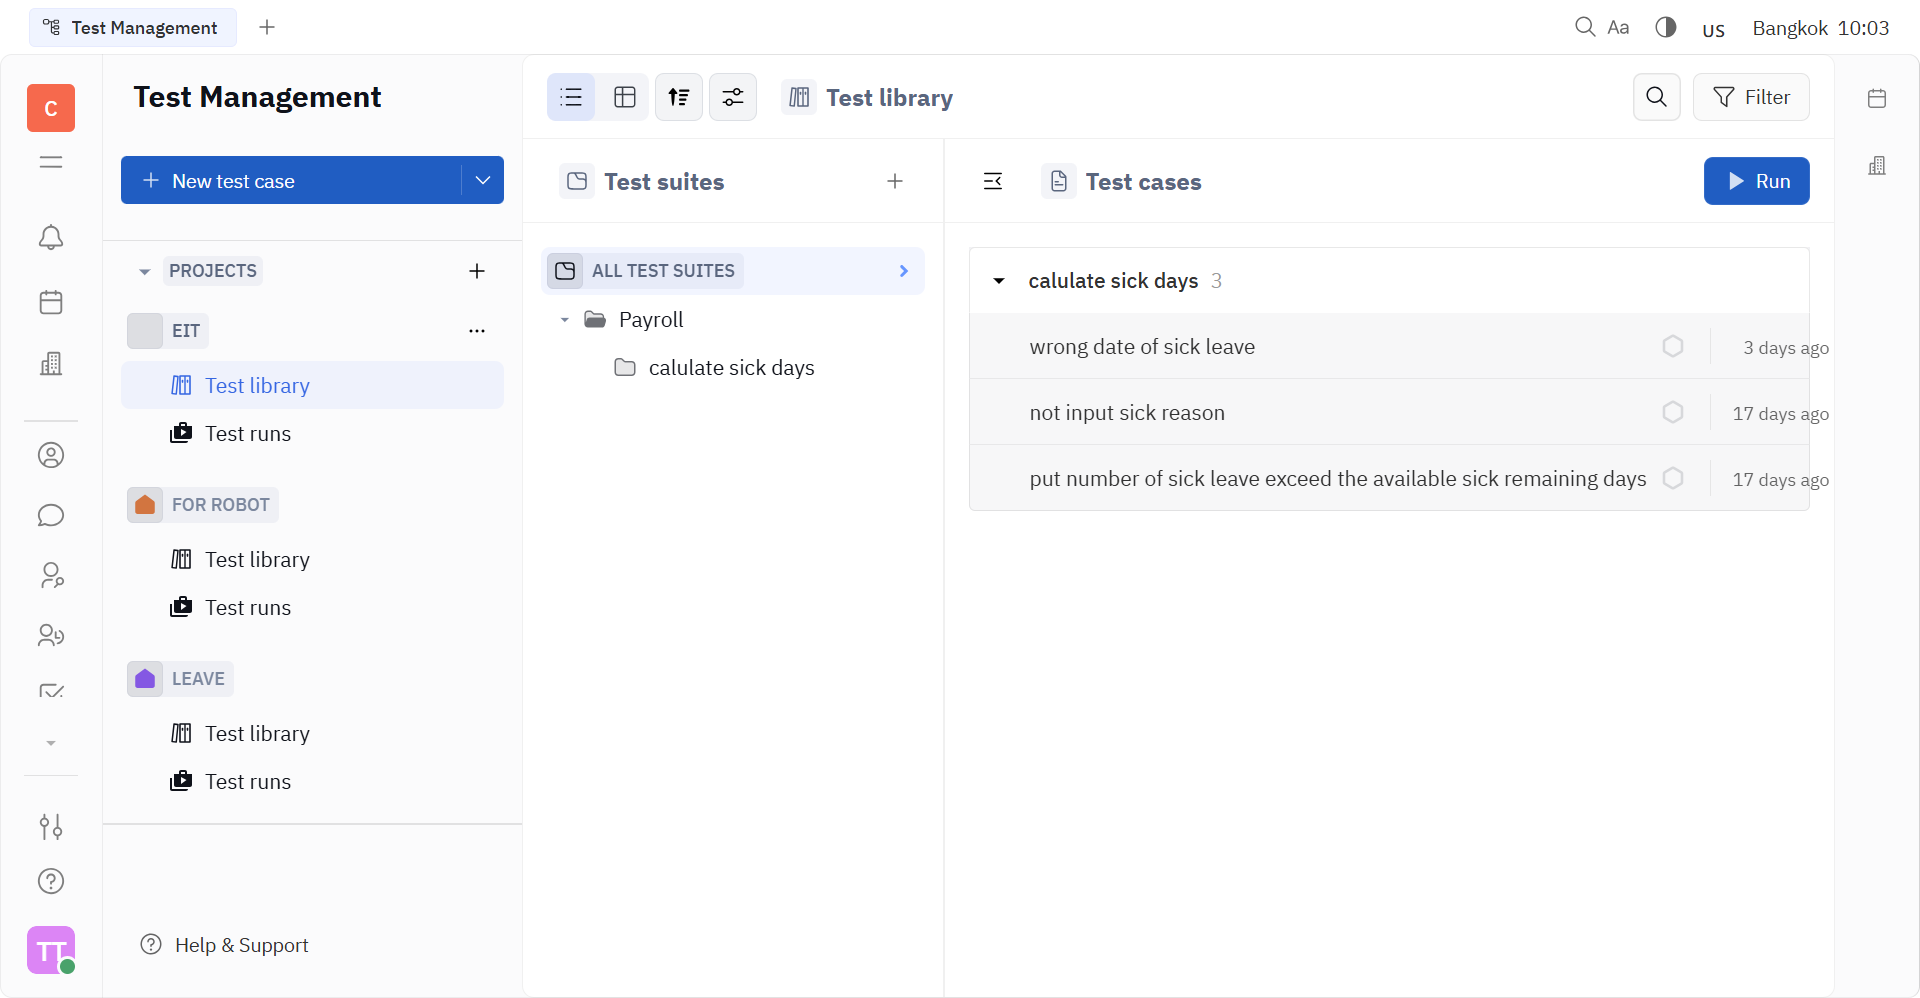 Test Management
Aa
US
Bangkok 10:03
C
Test Management
New test case
PROJECTS
EIT
Test library
Test runs
FOR ROBOT
Test library
Test runs
LEAVE
Test library
Test runs
Help & Support
TT
Test library
Filter
Test suites
ALL TEST SUITES
Payroll
calulate sick days
Test cases
Run
calulate sick days 3
wrong date of sick leave
3 days ago
not input sick reason
17 days ago
put number of sick leave exceed the available sick remaining days
17 days ago